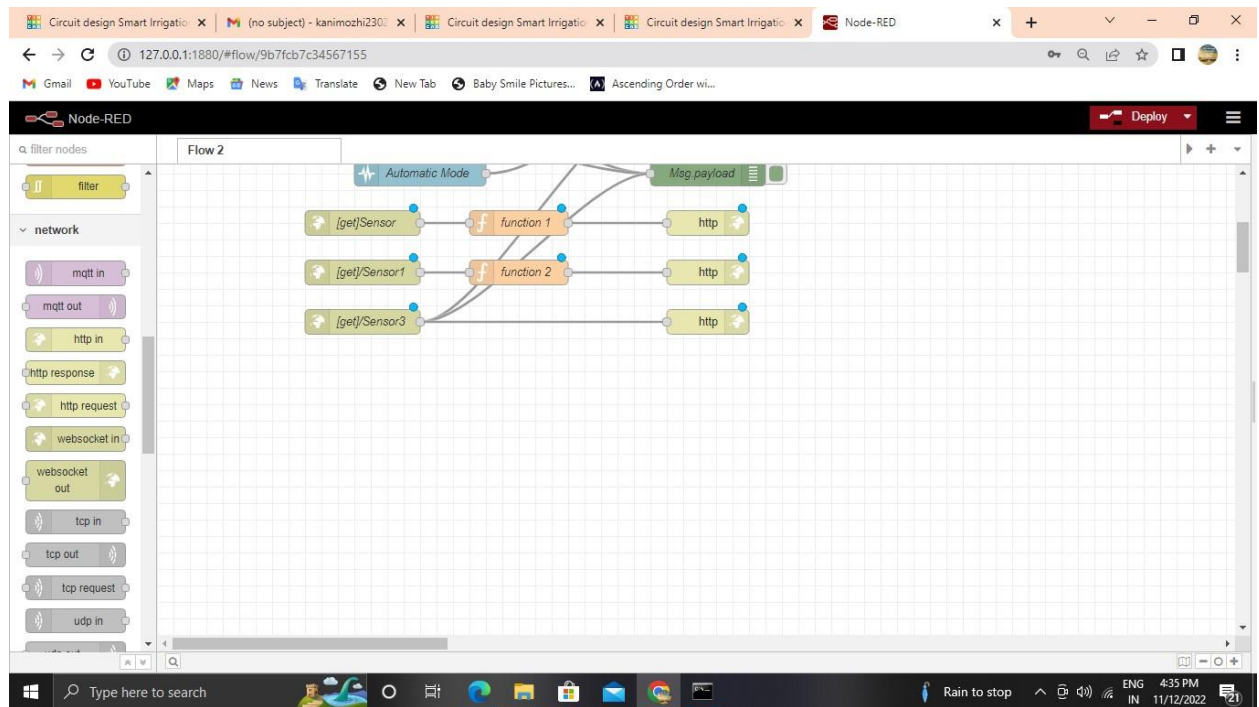 Circuit design Smart Irrigatio
(no subject) - kanimozhi230
Circuit design Smart Irrigatio
Circuit design Smart Irrigatio
Node-RED
127.0.0.1:1880/#flow/9b7fcb7c34567155
Gmail
YouTube
Maps
News
Translate
New Tab
Baby Smile Pictures...
Ascending Order wi...
Node-RED
Deploy
filter nodes
Flow 2
filter
network
mqtt in
mqtt out
http in
http response
http request
websocket in
websocket
out
tcp in
tcp out
tcp request
udp in
Automatic Mode
Msg.payload
[get]Sensor
function 1
http
[get]/Sensor1
function 2
http
[get]/Sensor3
http
Type here to search
Rain to stop
ENG
IN
4:35 PM
11/12/2022
21